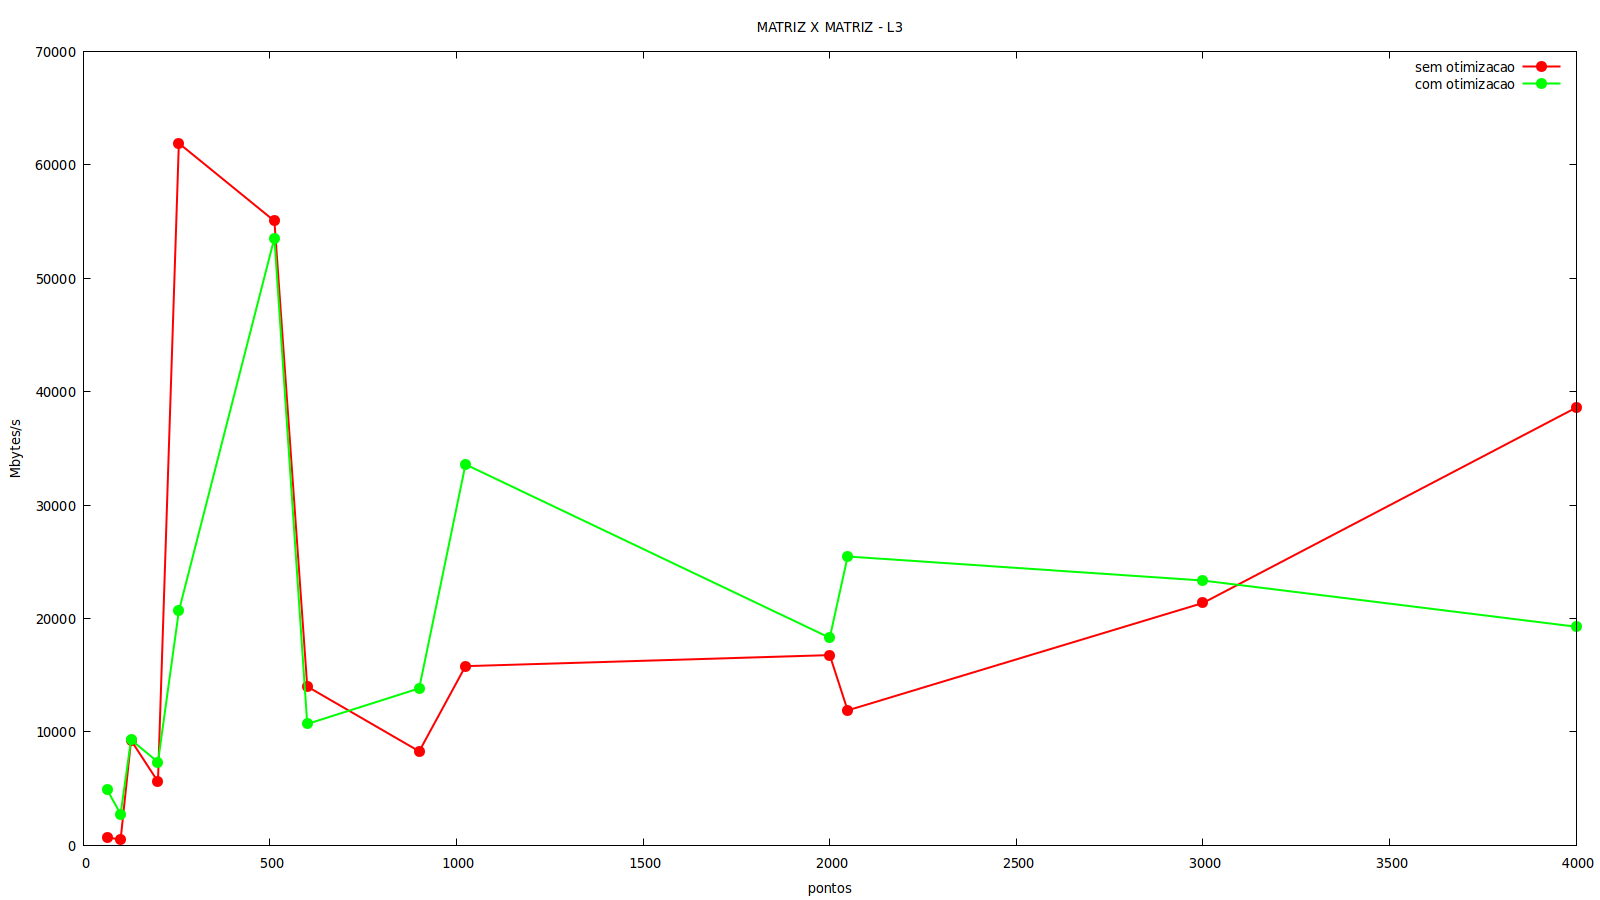 MATRIZ X MATRIZ - L3
70000
60000
50000
40000
30000
20000
10000
0
Mbytes/s
sem otimizacao
com otimizacao
0 500 1000 1500 2000 2500 3000 3500 4000
pontos